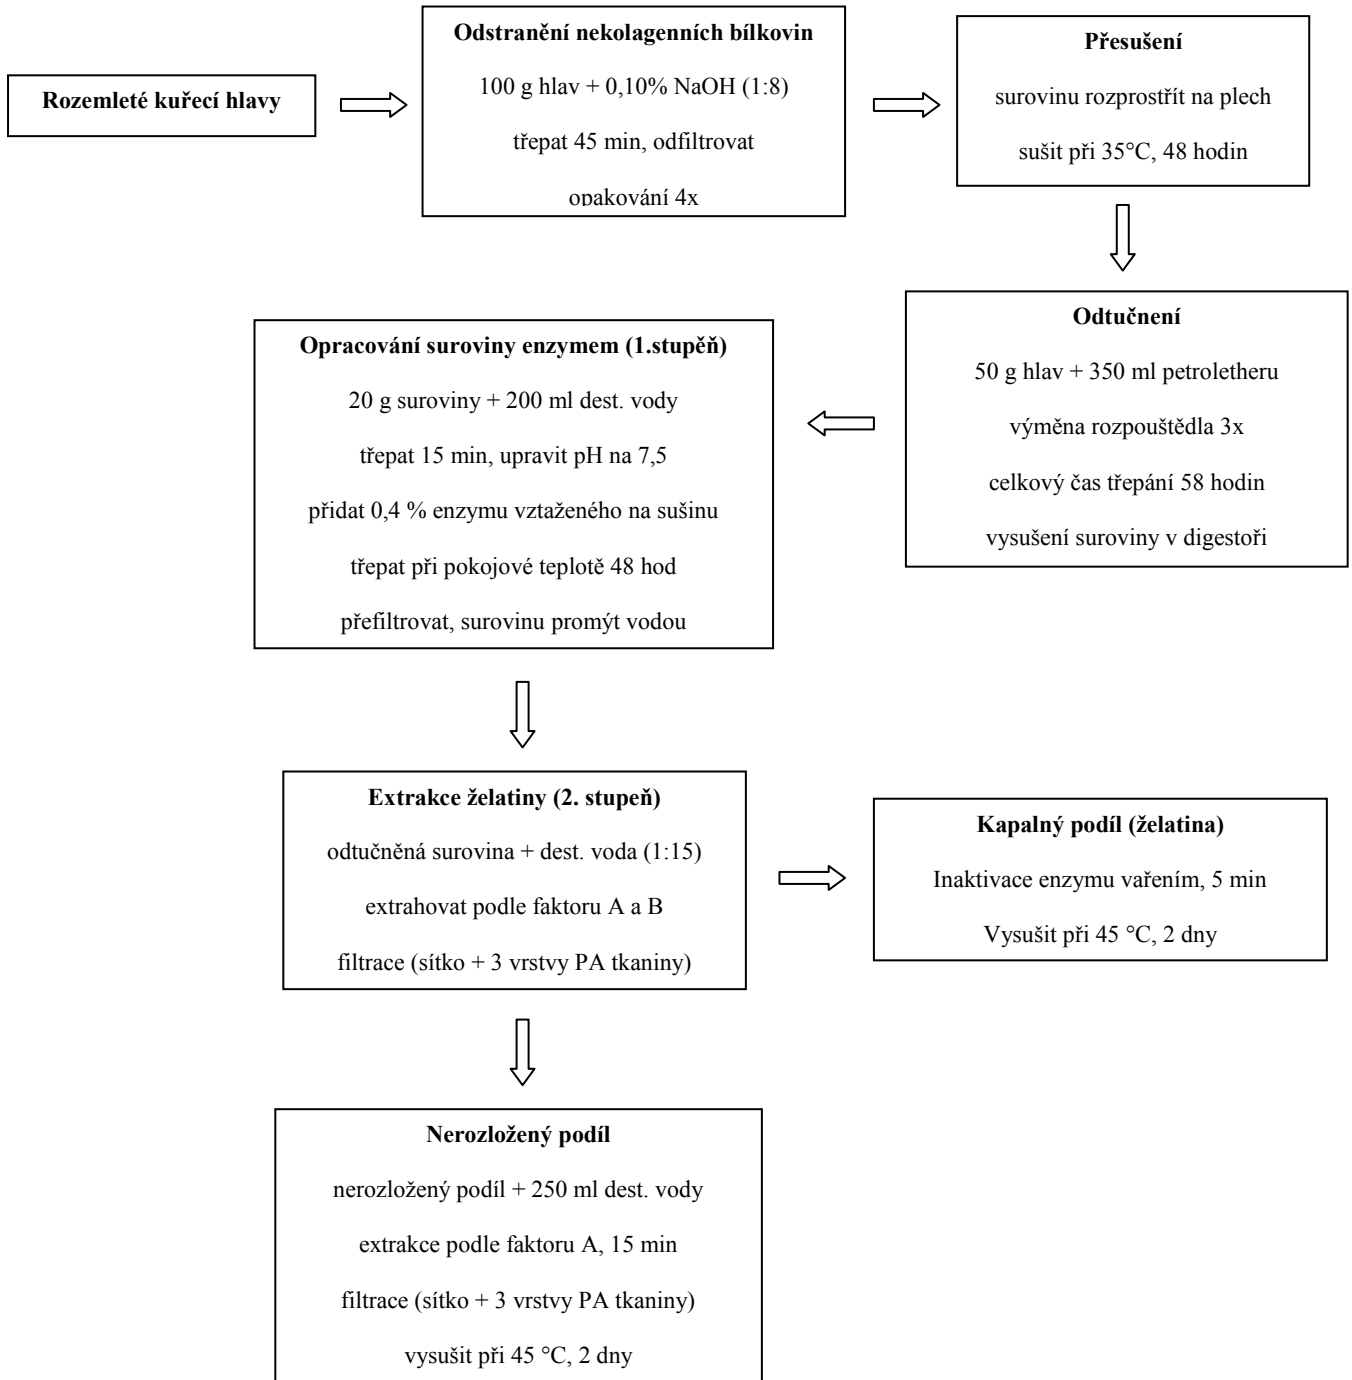 Rozemleté kuřecí hlavy
Odstranění nekolagenních bílkovin
100 g hlav + 0,10% NaOH (1:8)
třepat 45 min, odfiltrovat
opakování 4x
Přesušení
surovinu rozprostřít na plech
sušit při 35°C, 48 hodin
Odtučnení
50 g hlav + 350 ml petroletheru
výměna rozpouštědla 3x
celkový čas třepání 58 hodin
vysušení suroviny v digestoři
Opracování suroviny enzymem (1.stupěň)
20 g suroviny + 200 ml dest. vody
třepat 15 min, upravit pH na 7,5
přidat 0,4 % enzymu vztaženého na sušinu
třepat při pokojové teplotě 48 hod
přefiltrovat, surovinu promýt vodou
Extrakce želatiny (2. stupeň)
odtučněná surovina + dest. voda (1:15)
extrahovat podle faktoru A a B
filtrace (sítko + 3 vrstvy PA tkaniny)
Kapalný podíl (želatina)
Inaktivace enzymu vařením, 5 min
Vysušit při 45 °C, 2 dny
Nerozložený podíl
nerozložený podíl + 250 ml dest. vody
extrakce podle faktoru A, 15 min
filtrace (sítko + 3 vrstvy PA tkaniny)
vysušit při 45 °C, 2 dny